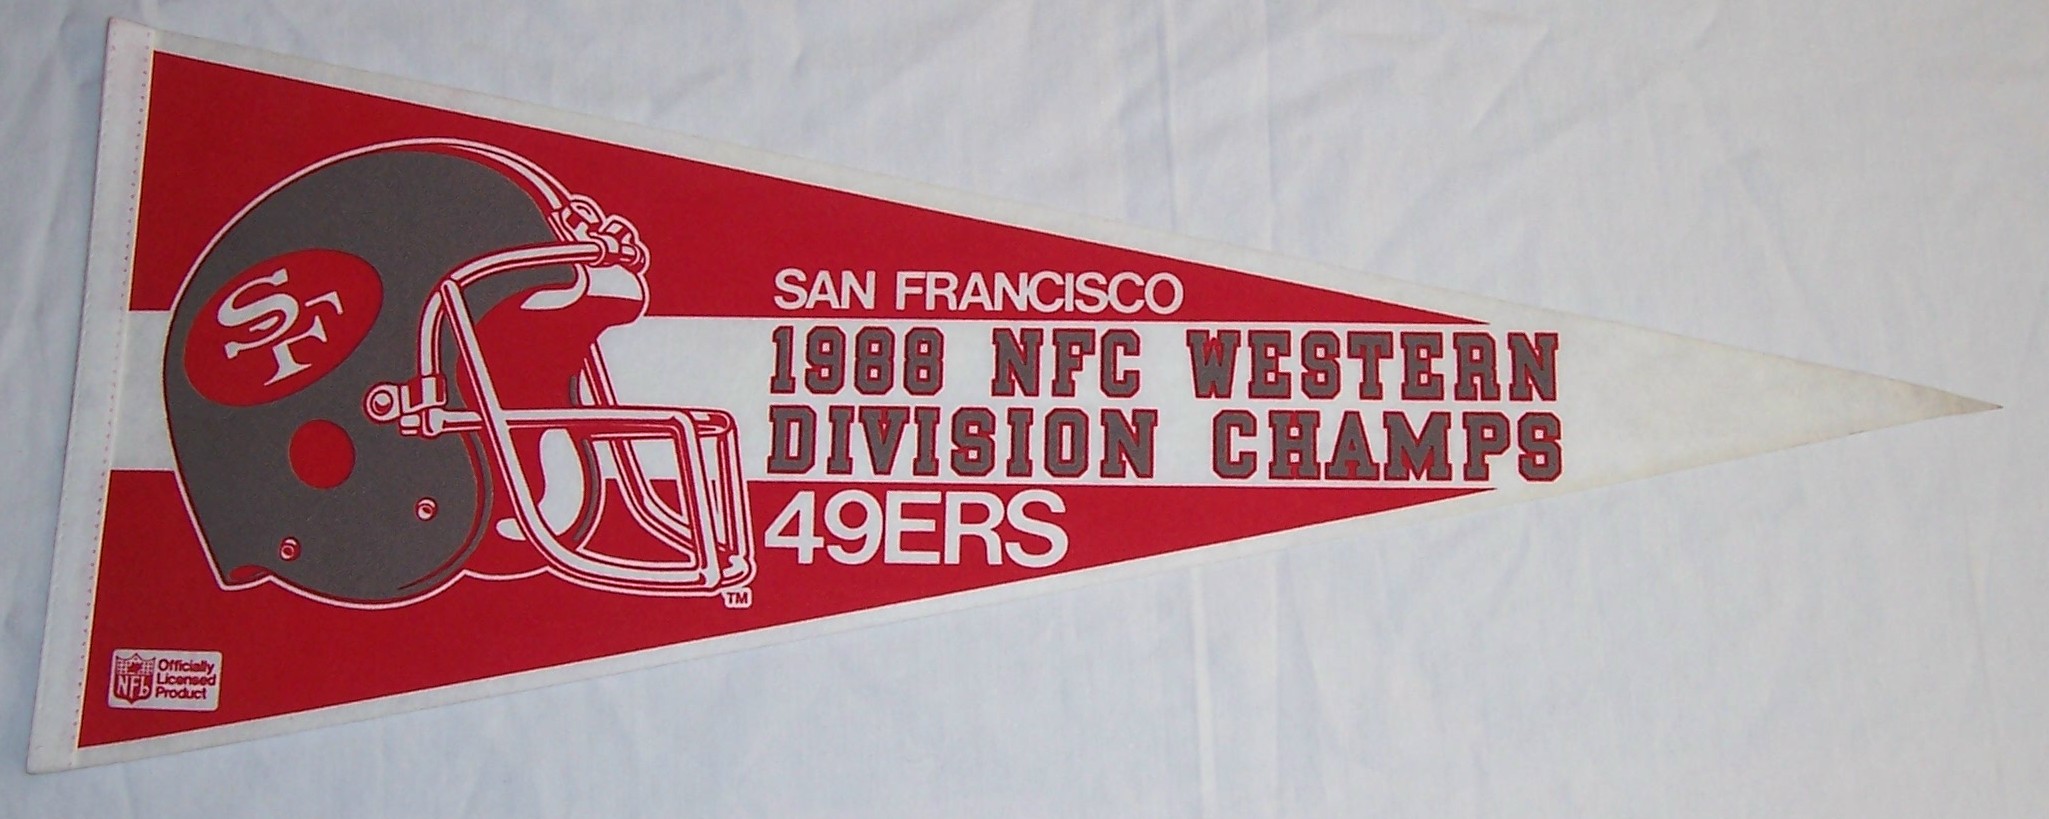 SF
SAN FRANCISCO
1988 NFC WESTERN
DIVISION CHAMPS
49ERS
TM
NFL
Officially
Licensed
Product